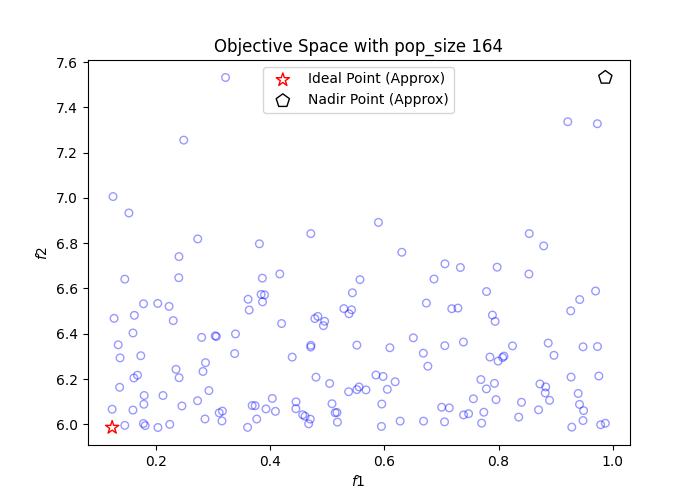 Objective Space with pop_size 164
Ideal Point (Approx)
Nadir Point (Approx)
7.6
7.4
7.2
7.0
6.8
6.6
6.4
6.2
6.0
f2
0.2 0.4 0.6 0.8 1.0
f1